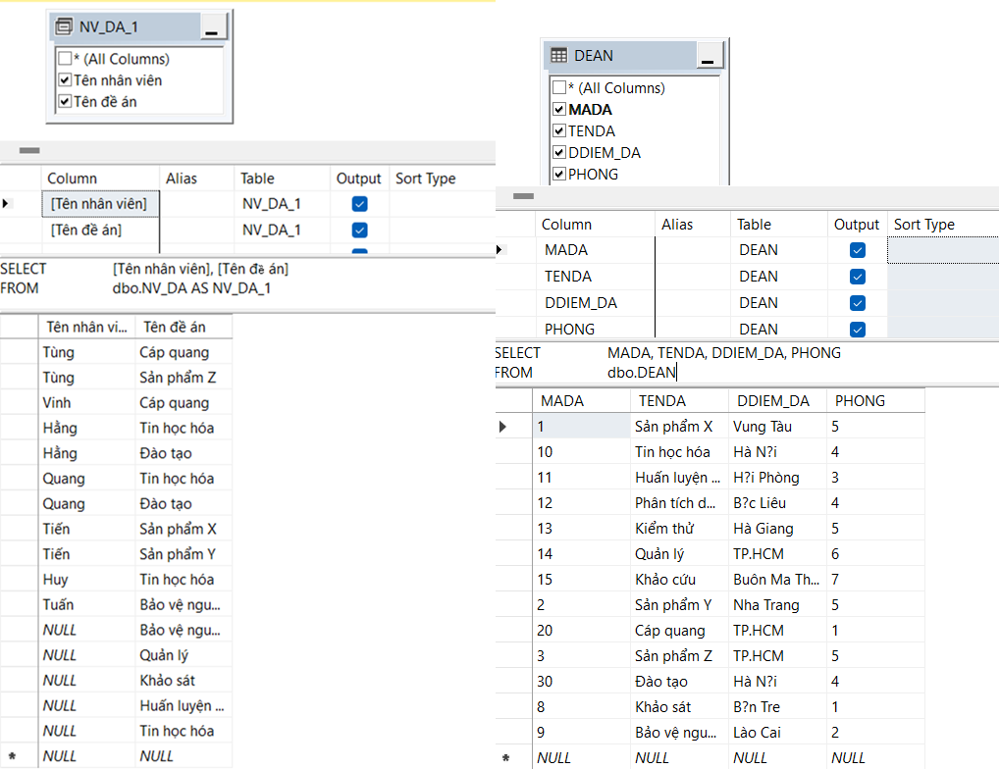 NV_DA_1
* (All Columns)
Tên nhân viên
Tên đề án
Column Alias Table Output Sort Type
[Tên nhân viên] NV_DA_1
[Tên đề án] NV_DA_1
SELECT [Tên nhân viên], [Tên đề án]
FROM dbo.NV_DA AS NV_DA_1
Tên nhân vi... Tên đề án
Tùng Cáp quang
Tùng Sản phẩm Z
Vinh Cáp quang
Hằng Tin học hóa
Hằng Đào tạo
Quang Tin học hóa
Quang Đào tạo
Tiến Sản phẩm X
Tiến Sản phẩm Y
Huy Tin học hóa
Tuấn Bảo vệ ngu...
NULL Bảo vệ ngu...
NULL Quản lý
NULL Khảo sát
NULL Huấn luyện ...
NULL Tin học hóa
* NULL NULL
DEAN
* (All Columns)
MADA
TENDA
DDIEM_DA
PHONG
Column Alias Table Output Sort Type
MADA DEAN
TENDA DEAN
DDIEM_DA DEAN
PHONG DEAN
SELECT MADA, TENDA, DDIEM_DA, PHONG
FROM dbo.DEAN
MADA TENDA DDIEM_DA PHONG
1 Sản phẩm X Vung Tàu 5
10 Tin học hóa Hà N?i 4
11 Huấn luyện ... H?i Phòng 3
12 Phân tích d... B?c Liêu 4
13 Kiểm thử Hà Giang 5
14 Quản lý TP.HCM 6
15 Khảo cứu Buôn Ma Th... 7
2 Sản phẩm Y Nha Trang 5
20 Cáp quang TP.HCM 1
3 Sản phẩm Z TP.HCM 5
30 Đào tạo Hà N?i 4
8 Khảo sát B?n Tre 1
9 Bảo vệ ngu... Lào Cai 2
* NULL NULL NULL NULL